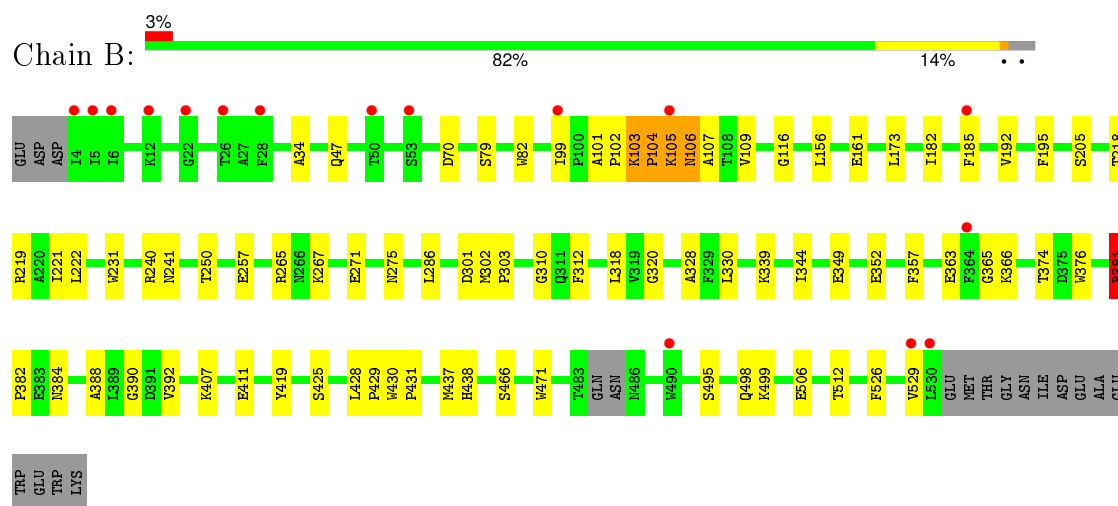 3%
Chain B:
82% 14% • •
GLU ASP ASP I4 I5 I6 K12 G22 T26 A27 F28 A34 Q47 T50 S53 D70 S79 W82 I99 P100 A101 P102 K103 P104 K105 N106 A107 T108 V109 G116 L156 E161 L173 I182 F185 V192 F195 S205 T218
R219 A220 I221 L222 W231 R240 N241 T250 E257 R265 N266 K267 E271 N275 L286 D301 M302 P303 G310 Q311 F312 L318 V319 G320 A328 F329 L330 K339 I344 E349 E352 F357 E363 F364 G365 K366 T374 D375 W376
P382 E383 N384 A388 L389 G390 D391 V392 K407 E411 Y419 S425 L428 P429 W430 P431 M437 H438 S466 W471 T483 GLN ASN N486 W490 S495 Q498 K499 E506 T512 F526 V529 L530 GLU MET THR GLY ASN ILE ASP GLU ALA
TRP GLU TRP LYS